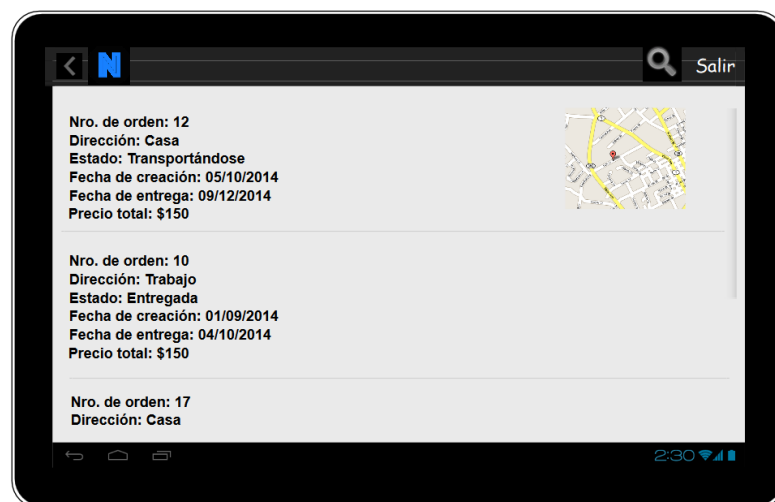 N
Salir
Nro. de orden: 12
Dirección: Casa
Estado: Transportándose
Fecha de creación: 05/10/2014
Fecha de entrega: 09/12/2014
Precio total: $150
Nro. de orden: 10
Dirección: Trabajo
Estado: Entregada
Fecha de creación: 01/09/2014
Fecha de entrega: 04/10/2014
Precio total: $150
Nro. de orden: 17
Dirección: Casa
2:30